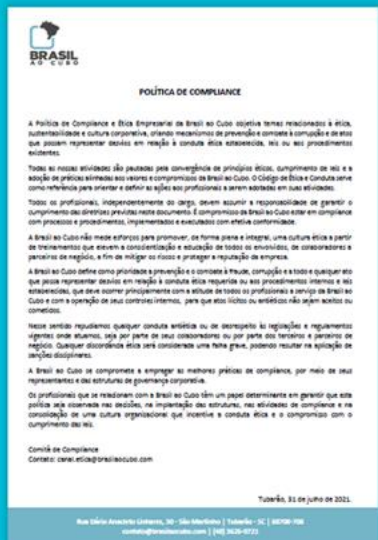 BRASIL
AO CUBO
POLÍTICA DE COMPLIANCE
A Política de Compliance e Ética Empresarial da Brasil ao Cubo objetiva temas relacionados à ética,
sustentabilidade e cultura corporativa, criando mecanismos de prevenção e combate à corrupção e de atos
que possam representar desvios em relação à conduta ética estabelecida, leis ou aos procedimentos
existentes.
Todas as nossas atividades são pautadas pela convergência de princípios éticos, cumprimento de leis e a
adoção de práticas alinhadas aos valores e compromissos da Brasil ao Cubo. O Código de Ética e Conduta serve
como referência para orientar e definir as ações aos profissionais a serem adotadas em suas atividades.
Todos os profissionais, independentemente do cargo, devem assumir a responsabilidade de garantir o
cumprimento das diretrizes previstas neste documento. É compromisso da Brasil ao Cubo estar em compliance
com processos e procedimentos, implementados e executados com efetiva conformidade.
A Brasil ao Cubo não mede esforços para promover, de forma plena e integral, uma cultura ética a partir
de treinamentos que elevem a conscientização e educação de todos os envolvidos, de colaboradores a
parceiros de negócio, a fim de mitigar os riscos e proteger a reputação da empresa.
A Brasil ao Cubo define como prioridade a prevenção e o combate à fraude, corrupção e a todo e qualquer ato
que possa representar desvios em relação à conduta ética requerida ou aos procedimentos internos e leis
estabelecidas, que deve ocorrer principalmente com a atitude de todos os profissionais a serviço da Brasil ao
Cubo e com a operação de seus controles internos, para que atos ilícitos ou antiéticos não sejam aceitos ou
cometidos.
Nesse sentido repudiamos qualquer conduta antiética ou de desrespeito às legislações e regulamentos
vigentes onde atuamos, seja por parte de seus colaboradores ou por parte dos terceiros e parceiros de
negócio. Qualquer discordância ética será considerada uma falta grave, podendo resultar na aplicação de
sanções disciplinares.
A Brasil ao Cubo se compromete a empregar as melhores práticas de compliance, por meio de seus
representantes e das estruturas de governança corporativa.
Os profissionais que se relacionam com a Brasil ao Cubo têm um papel determinante em garantir que esta
política seja observada nas decisões, na implantação das estruturas, nas atividades de compliance e na
consolidação de uma cultura organizacional que incentive a conduta ética e o compromisso com o
cumprimento das leis.
Comitê de Compliance
Contato: canal.etica@brasilaocubo.com
Tubarão, 31 de julho de 2021.
- São Martinho | Tubarão - SC | 88708-708
contato@brasilaocubo.com | (48)